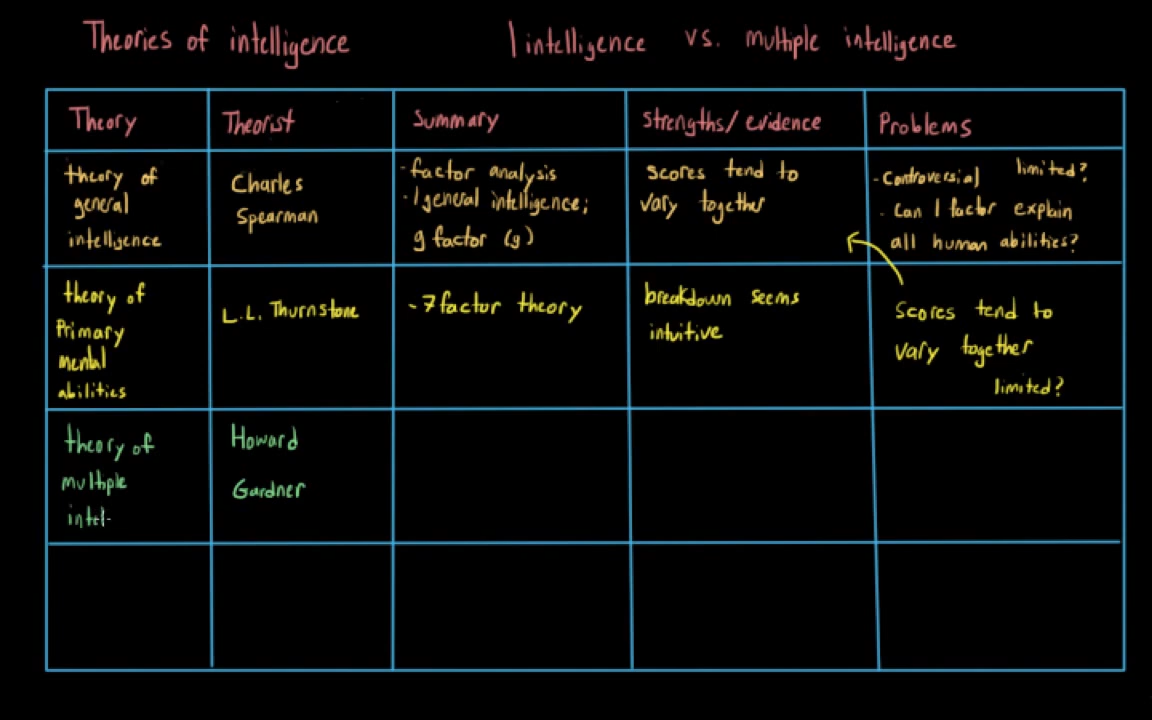 Theories of intelligence
1 intelligence vs. multiple intelligence
Theory
Theorist
Summary
Strengths/evidence
Problems
theory of
general
intelligence
Charles
Spearman
- factor analysis
- 1 general intelligence;
g factor (g)
scores tend to
vary together
- Controversial limited?
- Can 1 factor explain
all human abilities?
theory of
Primary
mental
abilities
L.L. Thurnstone
- 7 factor theory
breakdown seems
intuitive
Scores tend to
vary together
limited?
theory of
multiple
intel-
Howard
Gardner